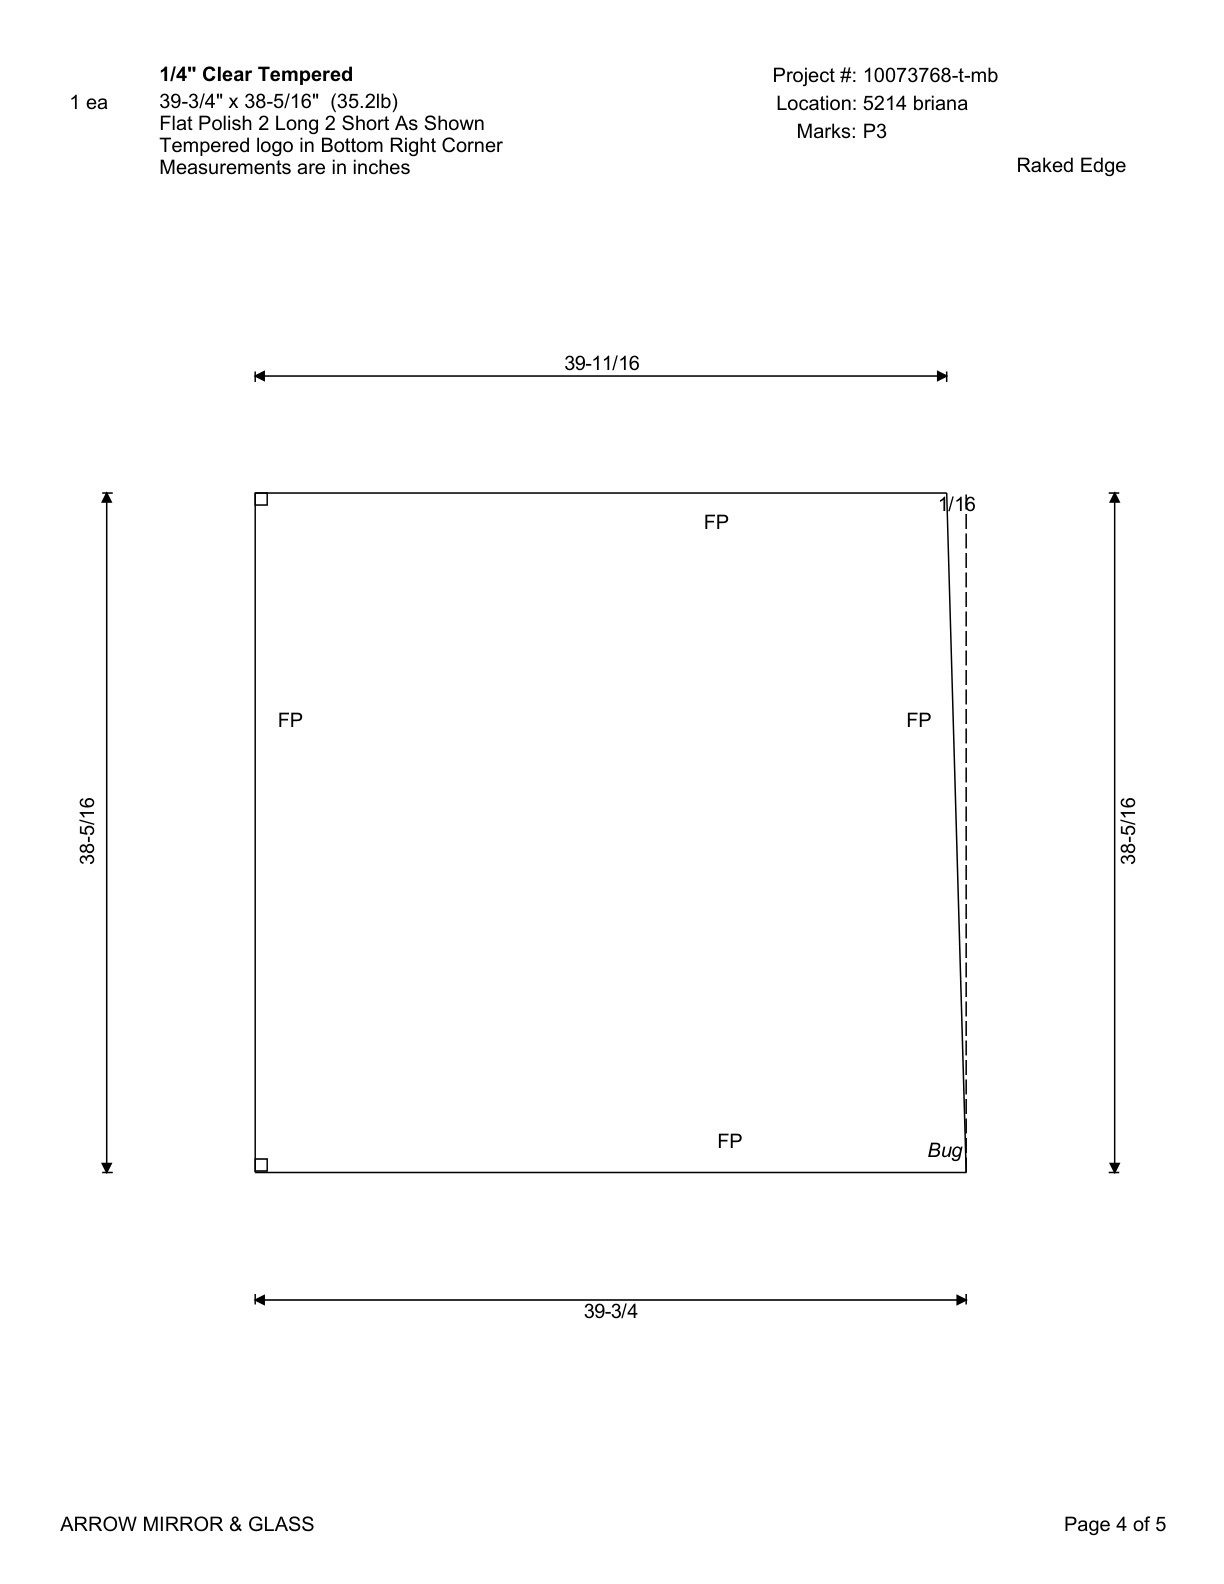 1/4" Clear Tempered
1 ea
39-3/4" x 38-5/16" (35.2lb)
Flat Polish 2 Long 2 Short As Shown
Tempered logo in Bottom Right Corner
Measurements are in inches
Project #: 10073768-t-mb
Location: 5214 briana
Marks: P3
Raked Edge
39-11/16
1/16
FP
FP
FP
38-5/16
38-5/16
FP
Bug
39-3/4
ARROW MIRROR & GLASS
Page 4 of 5